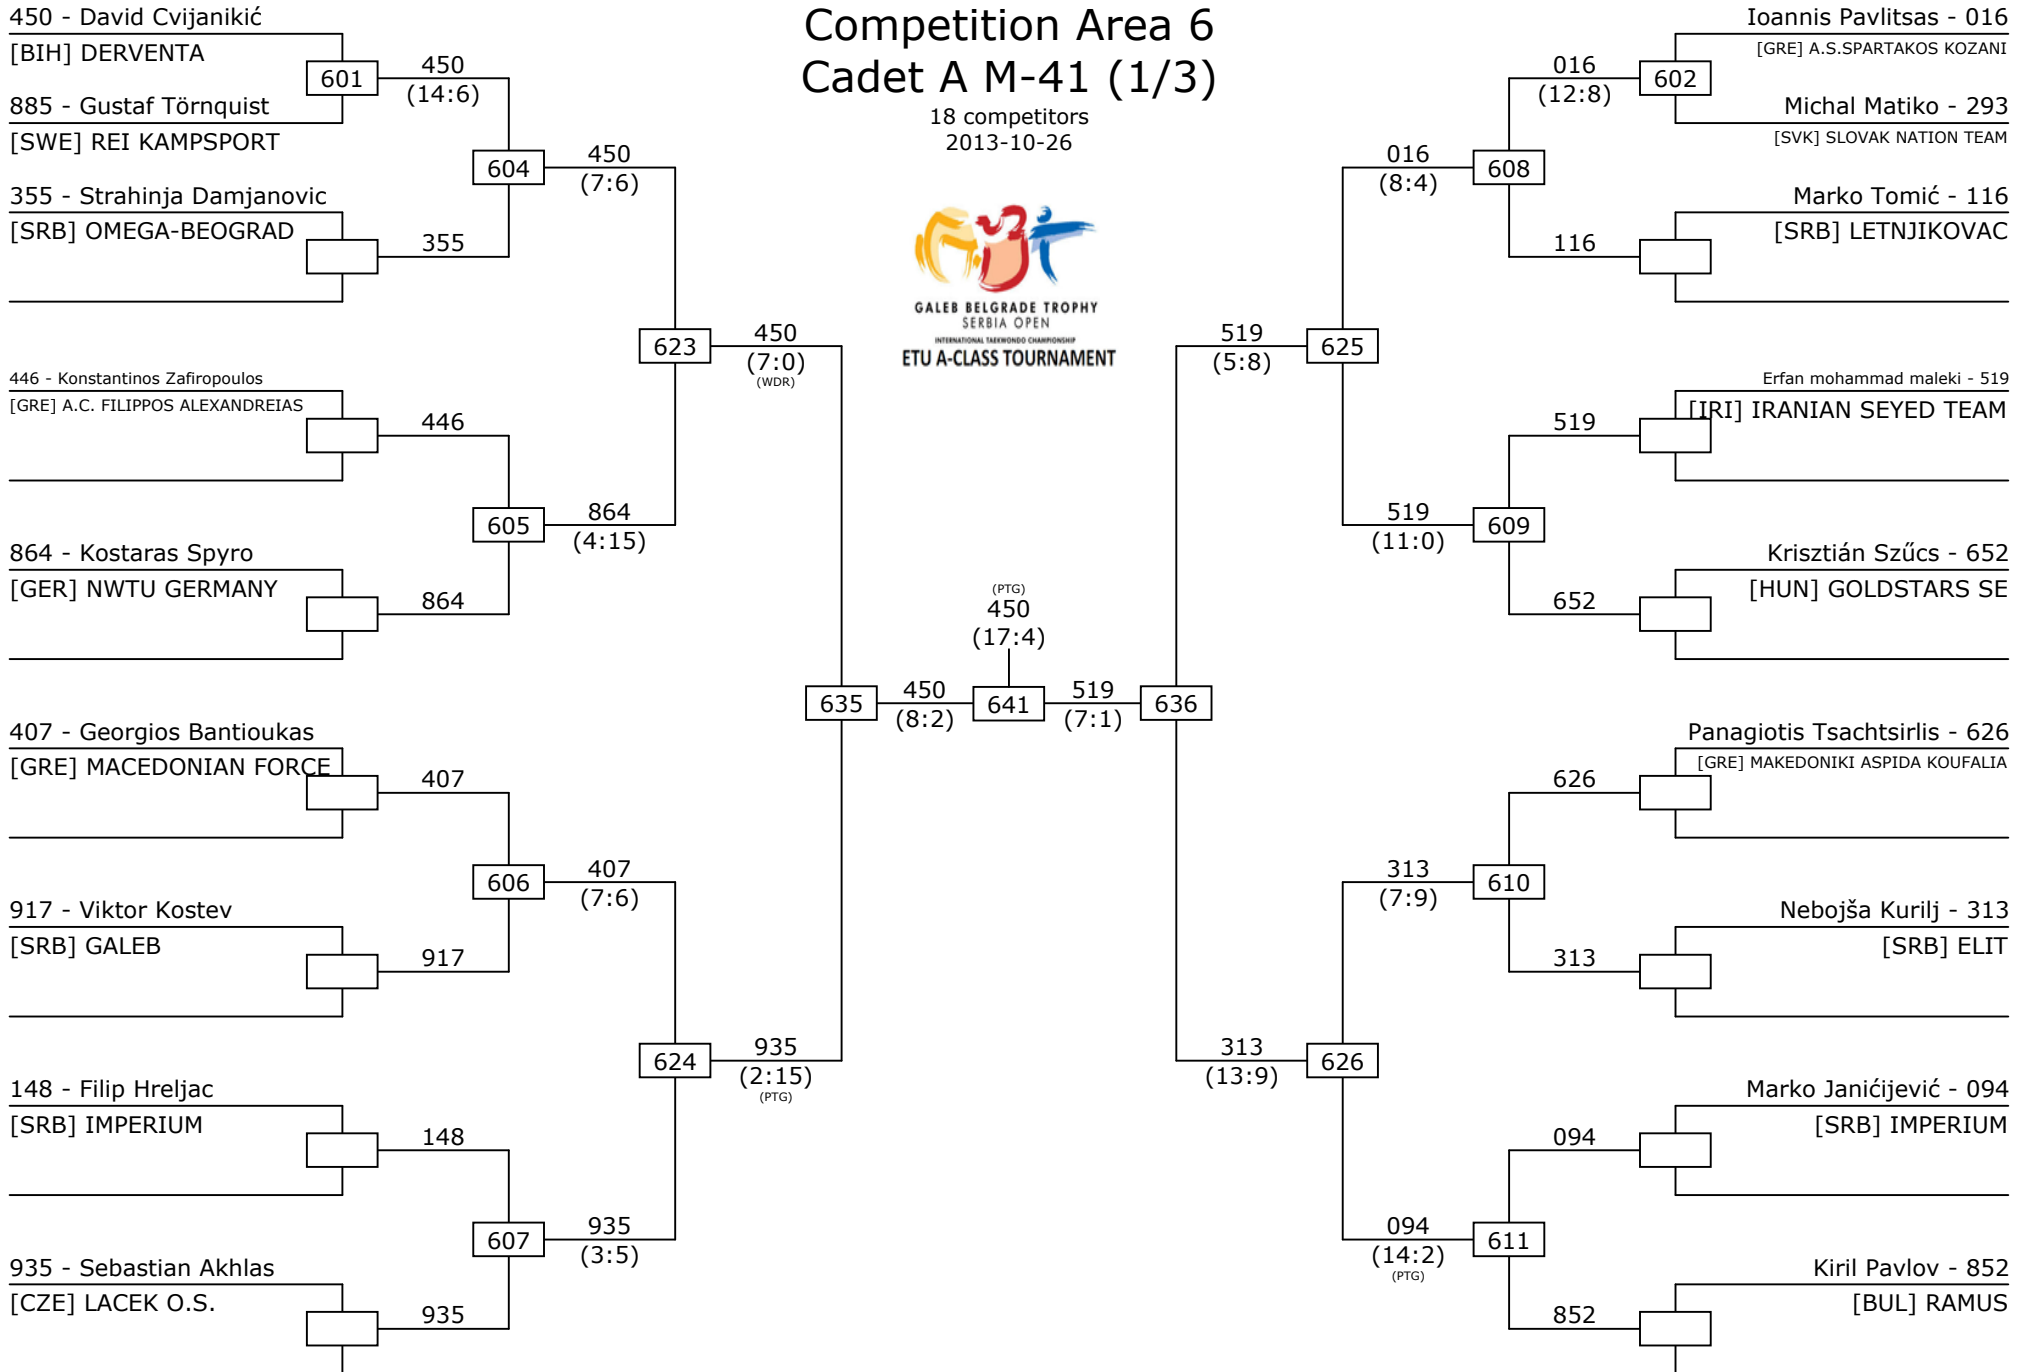 Competition Area 6
Cadet A M-41 (1/3)
18 competitors
2013-10-26
GALEB BELGRADE TROPHY
SERBIA OPEN
INTERNATIONAL TAEKWONDO CHAMPIONSHIP
ETU A-CLASS TOURNAMENT
450 - David Cvijanikić
[BIH] DERVENTA
601
450
(14:6)
885 - Gustaf Törnquist
[SWE] REI KAMPSPORT
604
450
(7:6)
355 - Strahinja Damjanovic
[SRB] OMEGA-BEOGRAD
355
623
450
(7:0)
(WDR)
446 - Konstantinos Zafiropoulos
[GRE] A.C. FILIPPOS ALEXANDREIAS
446
605
864
(4:15)
864 - Kostaras Spyro
[GER] NWTU GERMANY
864
635
450
(8:2)
407 - Georgios Bantioukas
[GRE] MACEDONIAN FORCE
407
606
407
(7:6)
917 - Viktor Kostev
[SRB] GALEB
917
624
935
(2:15)
(PTG)
148 - Filip Hreljac
[SRB] IMPERIUM
148
607
935
(3:5)
935 - Sebastian Akhlas
[CZE] LACEK O.S.
935
(PTG)
450
(17:4)
641
519
(7:1)
636
Ioannis Pavlitsas - 016
[GRE] A.S.SPARTAKOS KOZANI
016
(12:8)
602
Michal Matiko - 293
[SVK] SLOVAK NATION TEAM
016
(8:4)
608
Marko Tomić - 116
[SRB] LETNJIKOVAC
116
519
(5:8)
625
Erfan mohammad maleki - 519
[IRI] IRANIAN SEYED TEAM
519
519
(11:0)
609
Krisztián Szűcs - 652
[HUN] GOLDSTARS SE
652
Panagiotis Tsachtsirlis - 626
[GRE] MAKEDONIKI ASPIDA KOUFALIA
626
313
(7:9)
610
Nebojša Kurilj - 313
[SRB] ELIT
313
313
(13:9)
626
Marko Janićijević - 094
[SRB] IMPERIUM
094
094
(14:2)
(PTG)
611
Kiril Pavlov - 852
[BUL] RAMUS
852